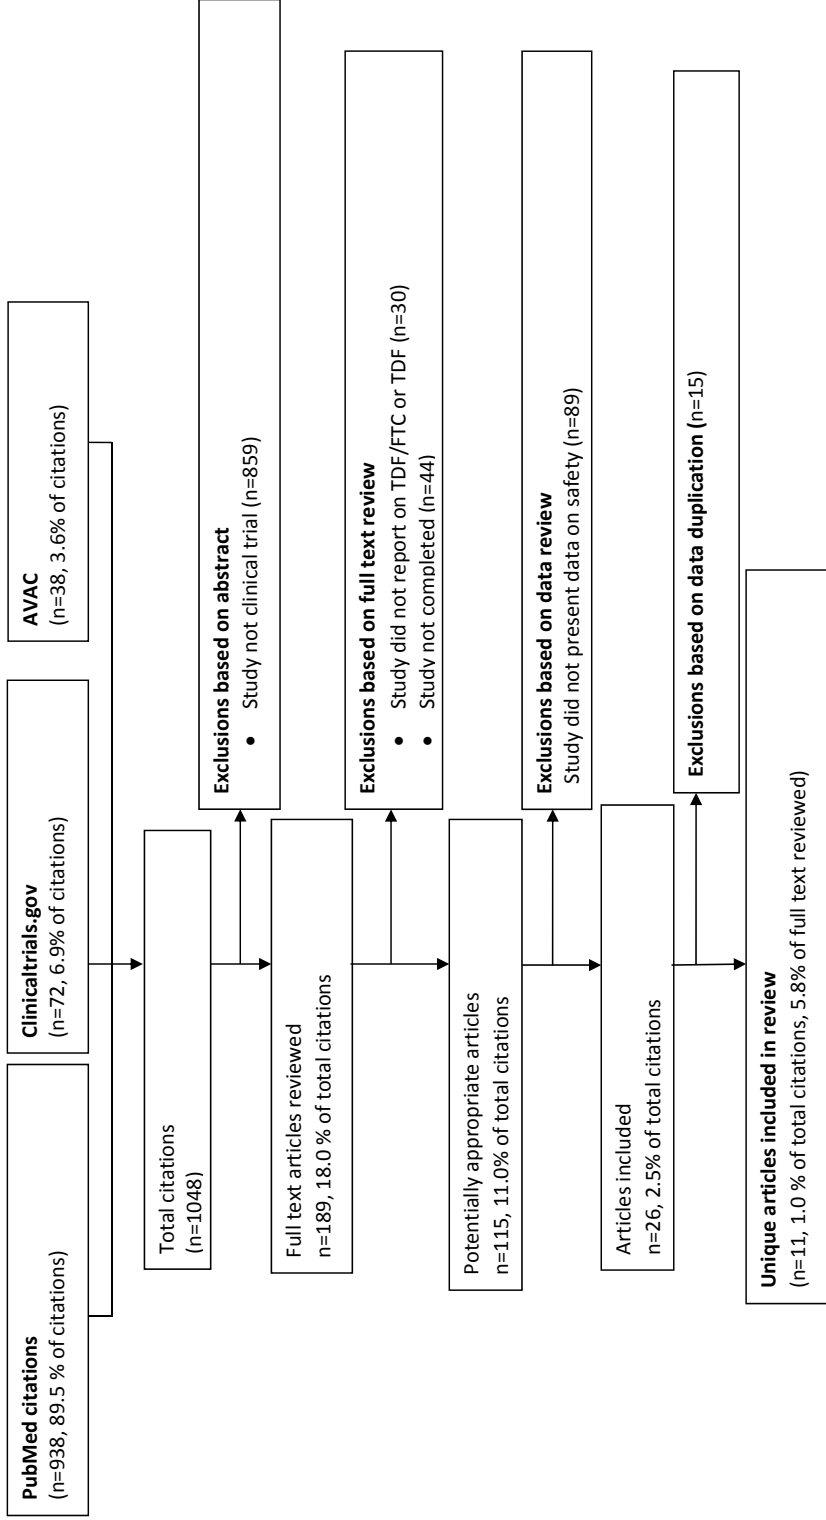 PubMed citations
(n=938, 89.5 % of citations)
Clinicaltrials.gov
(n=72, 6.9% of citations)
AVAC
(n=38, 3.6% of citations)
Total citations
(n=1048)
Exclusions based on abstract
• Study not clinical trial (n=859)
Full text articles reviewed
n=189, 18.0 % of total citations
Exclusions based on full text review
• Study did not report on TDF/FTC or TDF (n=30)
• Study not completed (n=44)
Potentially appropriate articles
n=115, 11.0% of total citations
Exclusions based on data review
Study did not present data on safety (n=89)
Articles included
n=26, 2.5% of total citations
Exclusions based on data duplication (n=15)
Unique articles included in review
(n=11, 1.0 % of total citations, 5.8% of full text reviewed)